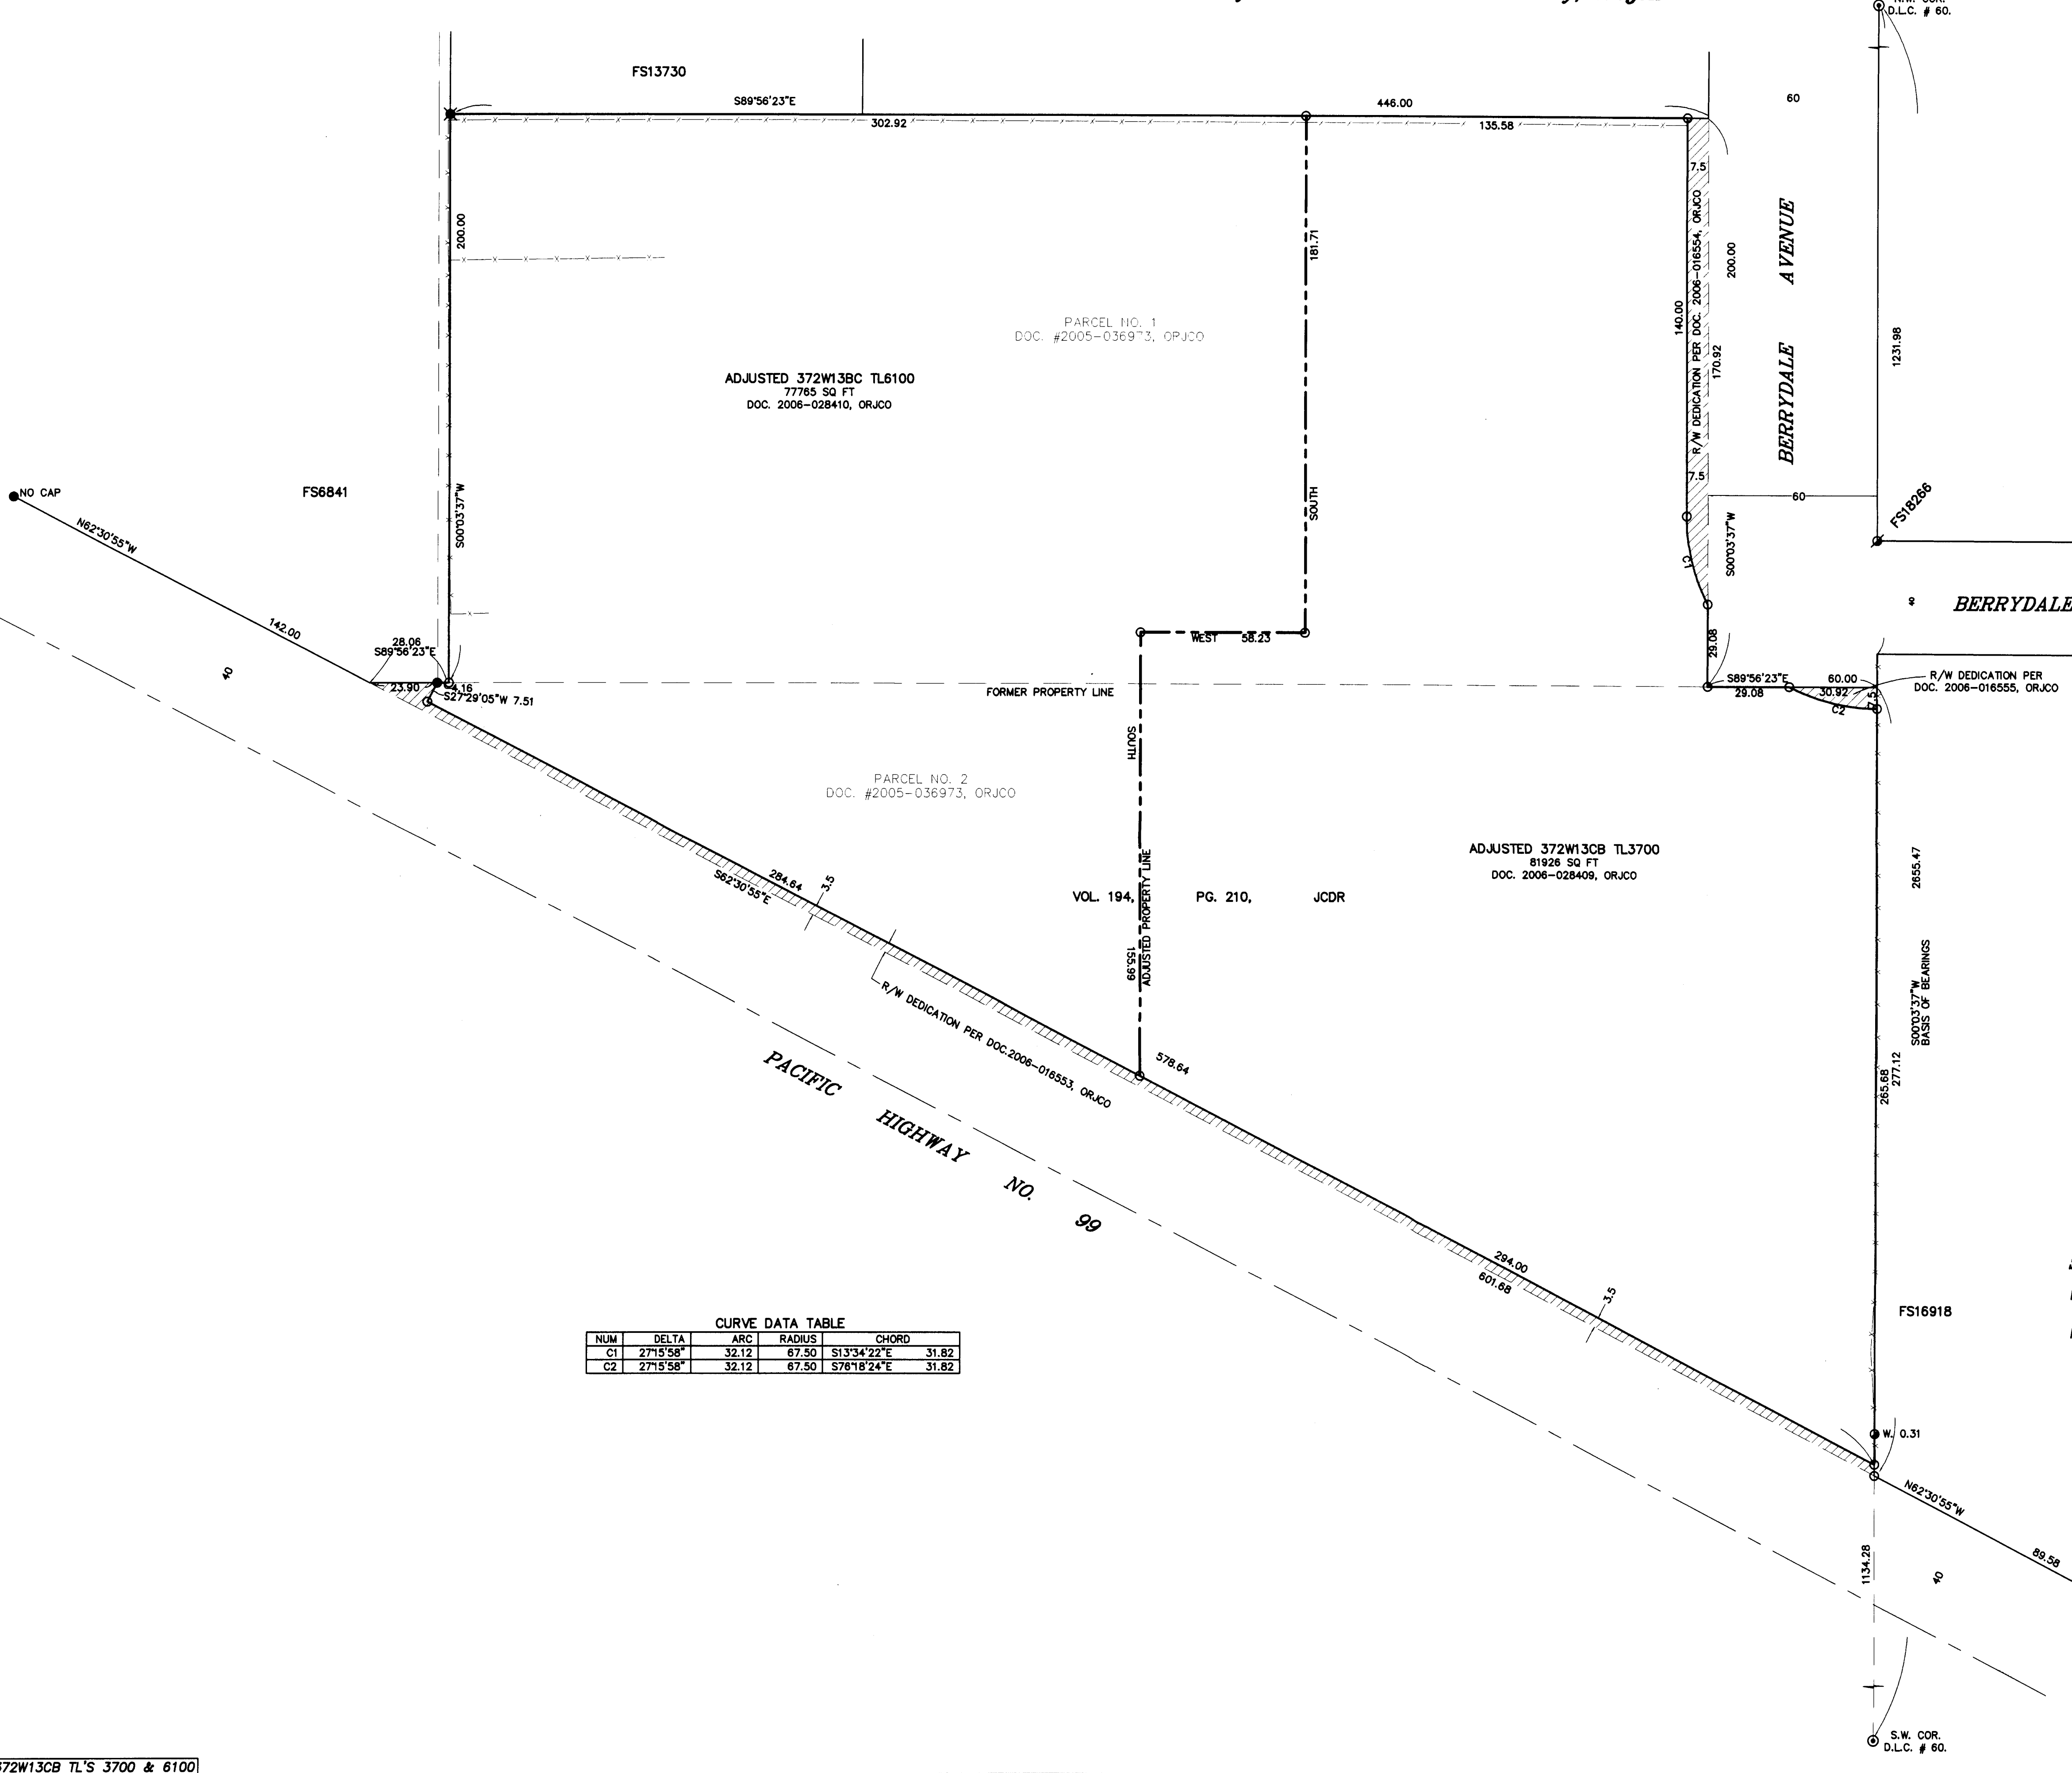 D.L.C. # 60.
FS13730
S89°56'23"E
446.00
60
302.92
135.58
7.5
200.00
181.71
R/W DEDICATION PER DOC. 2006-016554, ORJCO
200.00
BERRYDALE AVENUE
140.00
170.92
1231.98
PARCEL NO. 1
DOC. #2005-036973, ORJCO
ADJUSTED 372W13BC TL6100
77765 SQ FT
DOC. 2006-028410, ORJCO
7.5
NO CAP
FS6841
S00°03'37"W
SOUTH
60
FS18266
N62°30'55"W
S00°03'37"W
C1
BERRYDALE
142.00
28.06
S89°56'23"E
WEST 58.23
29.08
40
23.90
4.16
S27°29'05"W 7.51
FORMER PROPERTY LINE
S89°56'23"E
60.00
29.08
30.92
7.5
C2
R/W DEDICATION PER
DOC. 2006-016555, ORJCO
SOUTH
PARCEL NO. 2
DOC. #2005-036973, ORJCO
ADJUSTED 372W13CB TL3700
81926 SQ FT
DOC. 2006-028409, ORJCO
284.64
3.5
S62°30'55"E
VOL. 194, PG. 210, JCDR
ADJUSTED PROPERTY LINE
155.99
2655.47
S00°03'37"W
BASIS OF BEARINGS
R/W DEDICATION PER DOC.2006-016553, ORJCO
578.64
265.68
277.12
PACIFIC HIGHWAY NO. 99
294.00
601.68
3.5
FS16918
CURVE DATA TABLE
NUM DELTA ARC RADIUS CHORD
C1 27°15'58" 32.12 67.50 S13°34'22"E 31.82
C2 27°15'58" 32.12 67.50 S76°18'24"E 31.82
W. 0.31
N62°30'55"W
89.58
1134.28
40
S.W. COR.
D.L.C. # 60.
372W13CB TL'S 3700 & 6100